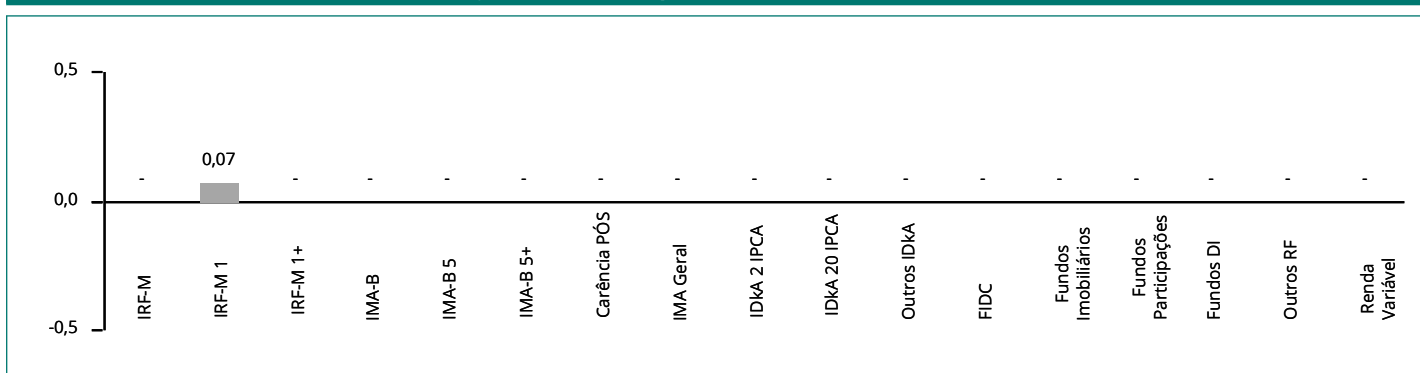 0,5
0,07
- - - - - - - - - - - - - - - -
0,0
-0,5
IRF-M
IRF-M 1
IRF-M 1+
IMA-B
IMA-B 5
IMA-B 5+
Carência PÓS
IMA Geral
IDkA 2 IPCA
IDkA 20 IPCA
Outros IDkA
FIDC
Fundos
Imobiliários
Fundos
Participações
Fundos DI
Outros RF
Renda
Variável